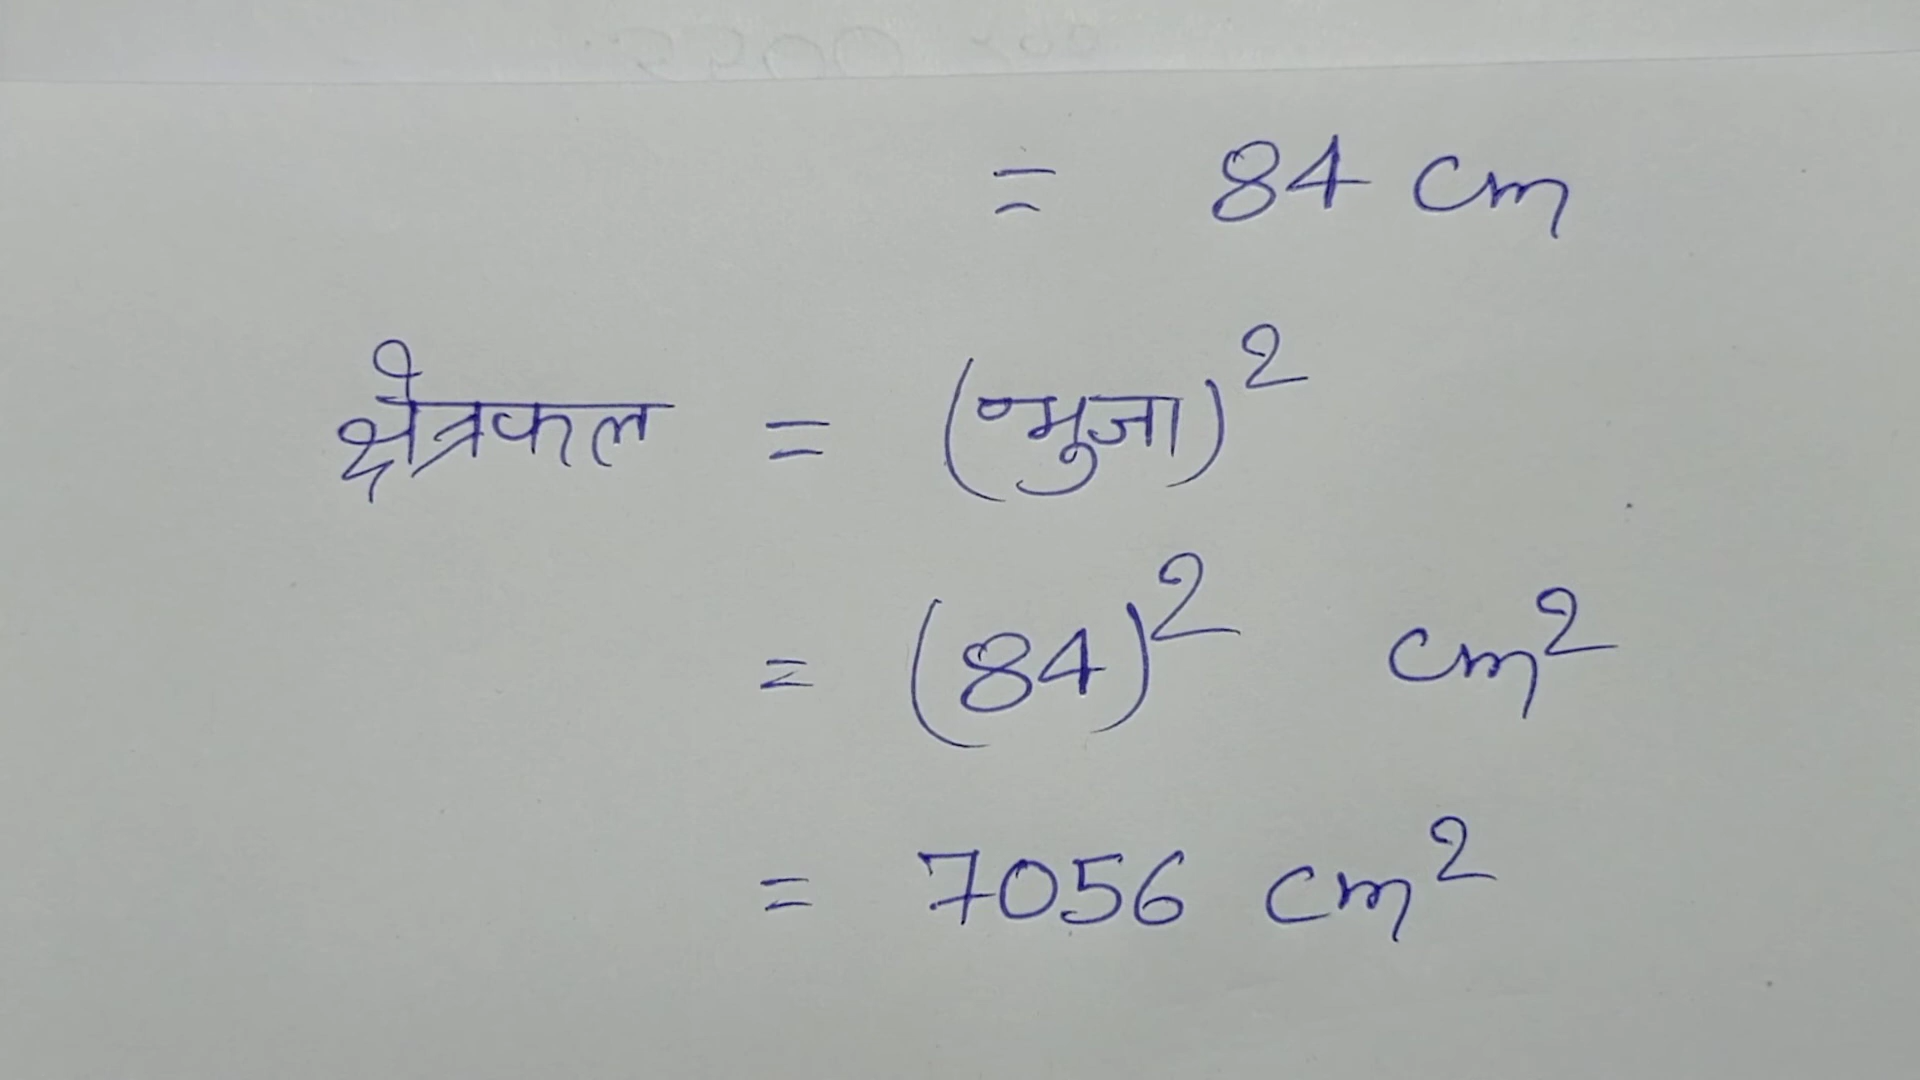 = 84 cm
क्षेत्रफल = (भुजा)²
= (84)² cm²
= 7056 cm²